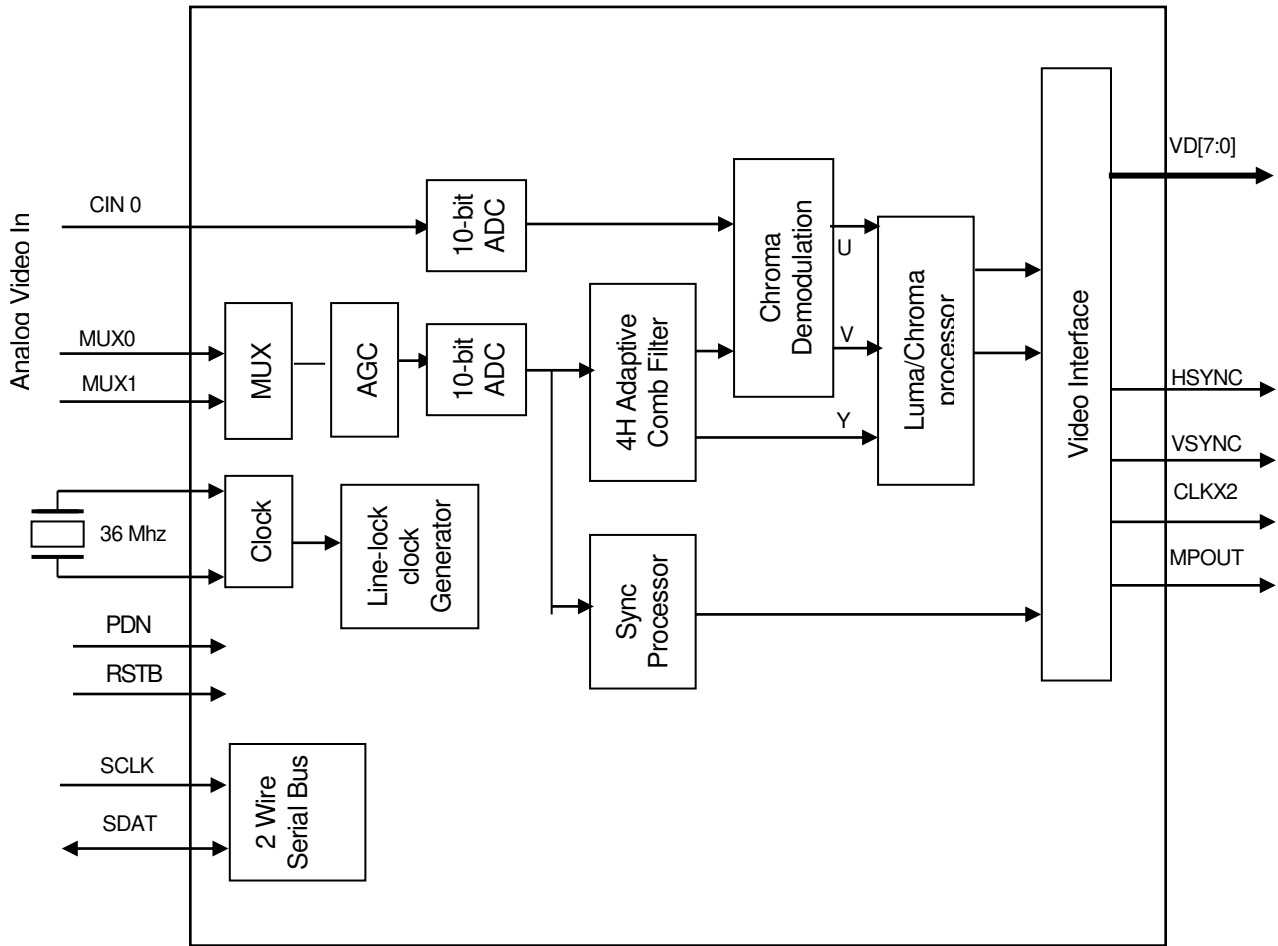 Analog Video In
CIN 0
10-bit
ADC
Chroma
Demodulation
U
V
Luma/Chroma
processor
Video Interface
VD[7:0]
MUX0
MUX1
MUX
AGC
10-bit
ADC
4H Adaptive
Comb Filter
Y
HSYNC
VSYNC
CLKX2
MPOUT
36 Mhz
Clock
Line-lock
clock
Generator
Sync
Processor
PDN
RSTB
SCLK
SDAT
2 Wire
Serial Bus